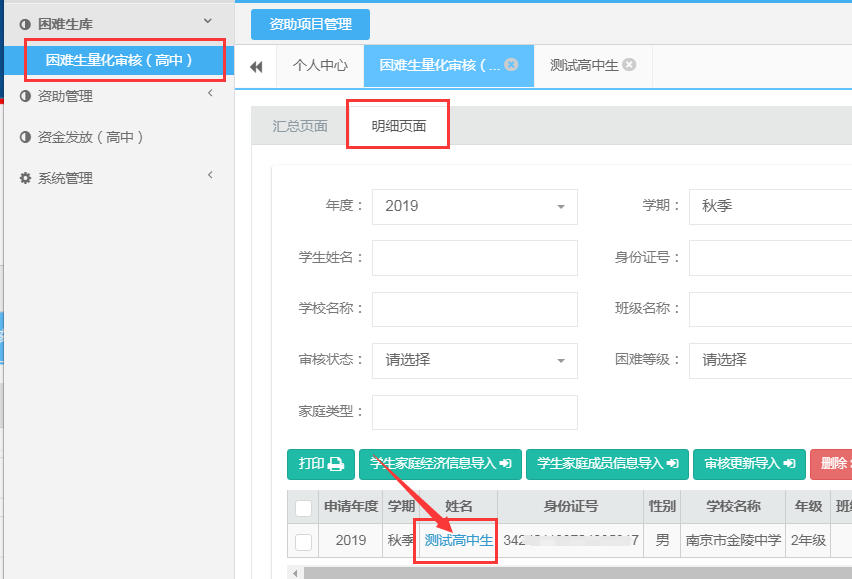 困难生库
困难生量化审核（高中）
资助管理
资金发放（高中）
系统管理
资助项目管理
个人中心 困难生量化审核（... 测试高中生
汇总页面 明细页面
年度： 2019 学期： 秋季
学生姓名： 身份证号：
学校名称： 班级名称：
审核状态： 请选择 困难等级： 请选择
家庭类型：
打印 学生家庭经济信息导入 学生家庭成员信息导入 审核更新导入 删除
申请年度 学期 姓名 身份证号 性别 学校名称 年级
2019 秋季 测试高中生 男 南京市金陵中学 2年级